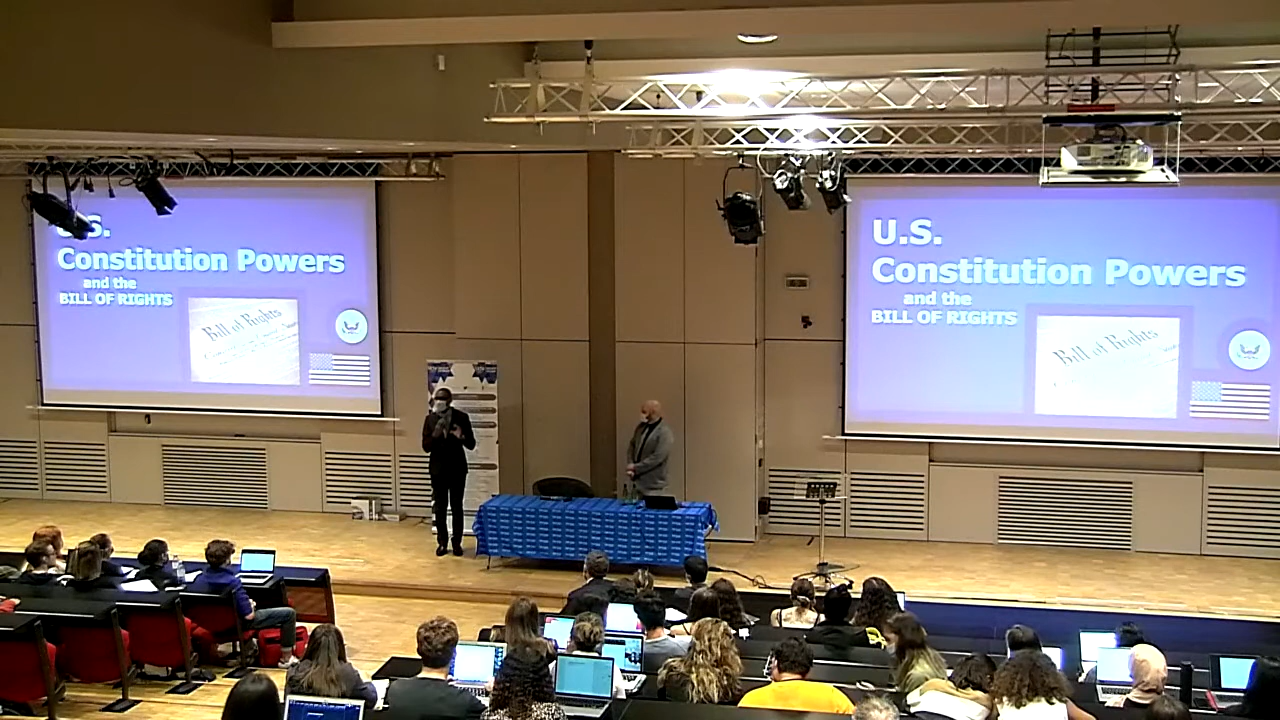 U.S.
Constitution Powers
and the
BILL OF RIGHTS
Bill of Rights
U.S.
Constitution Powers
and the
BILL OF RIGHTS
Bill of Rights